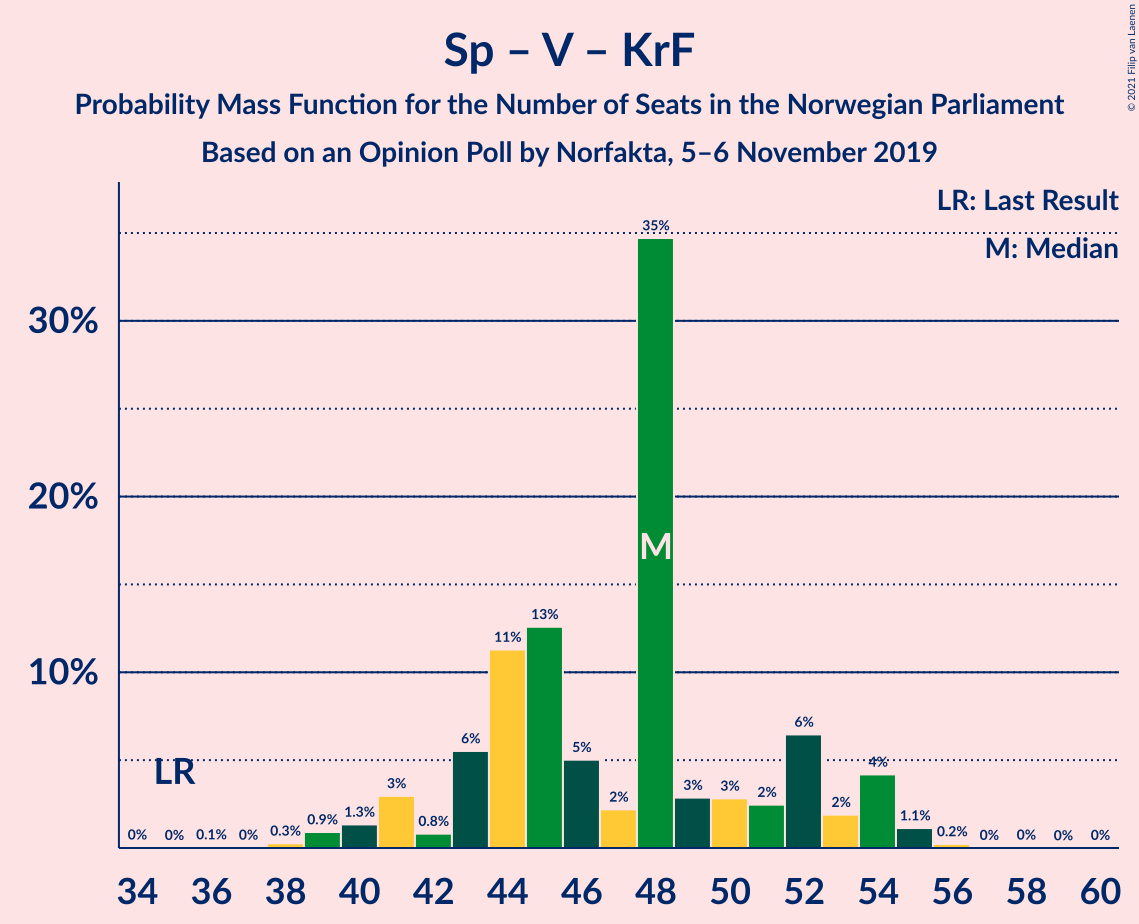 Sp – V – KrF
Probability Mass Function for the Number of Seats in the Norwegian Parliament
Based on an Opinion Poll by Norfakta, 5–6 November 2019
© 2021 Filip van Laenen
LR: Last Result
M: Median
35%
30%
20%
M
13%
11%
10%
6% 6%
5% 4%
LR
3% 3% 3%
2% 2% 2%
0% 0% 0.1% 0% 0.3% 0.9% 1.3% 0.8% 1.1% 0.2% 0% 0% 0% 0%
34 36 38 40 42 44 46 48 50 52 54 56 58 60